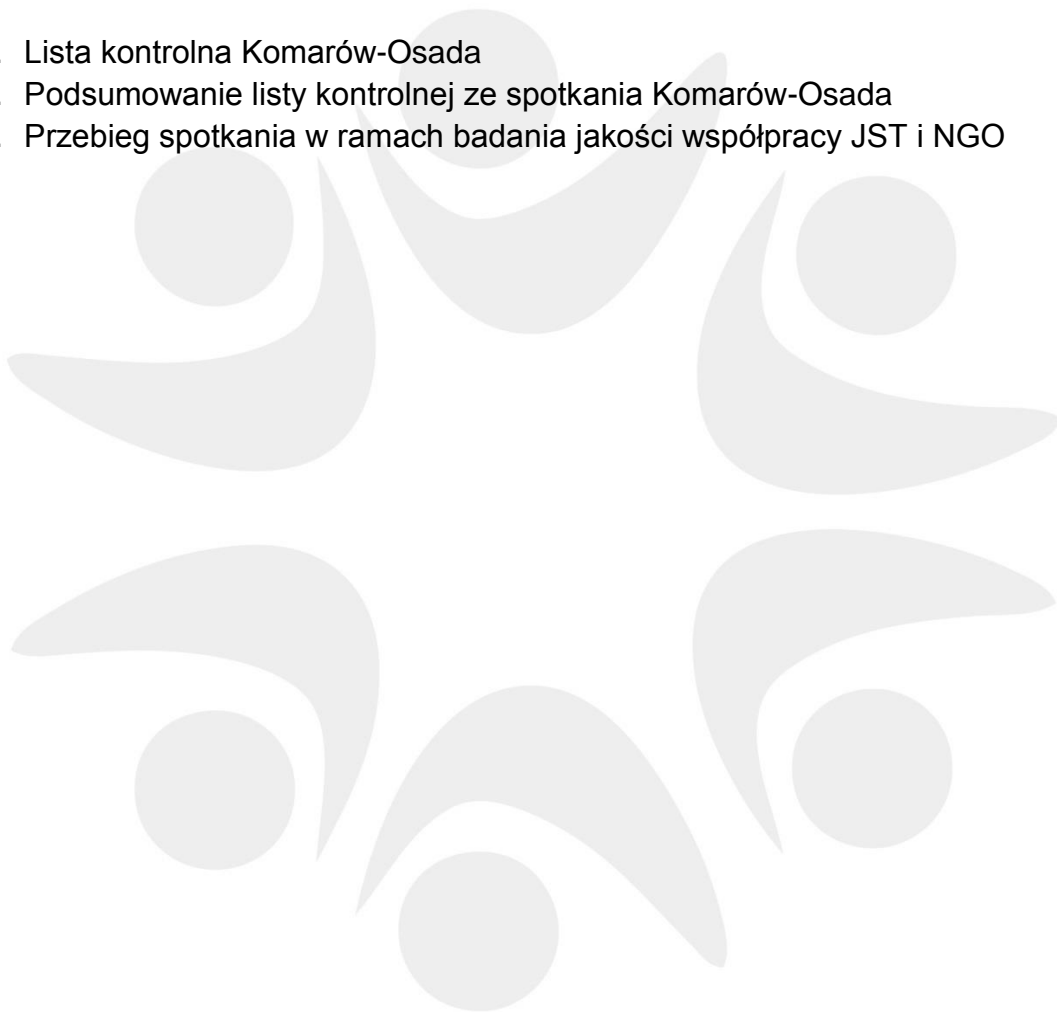 . Lista kontrolna Komarów-Osada
. Podsumowanie listy kontrolnej ze spotkania Komarów-Osada
. Przebieg spotkania w ramach badania jakości współpracy JST i NGO